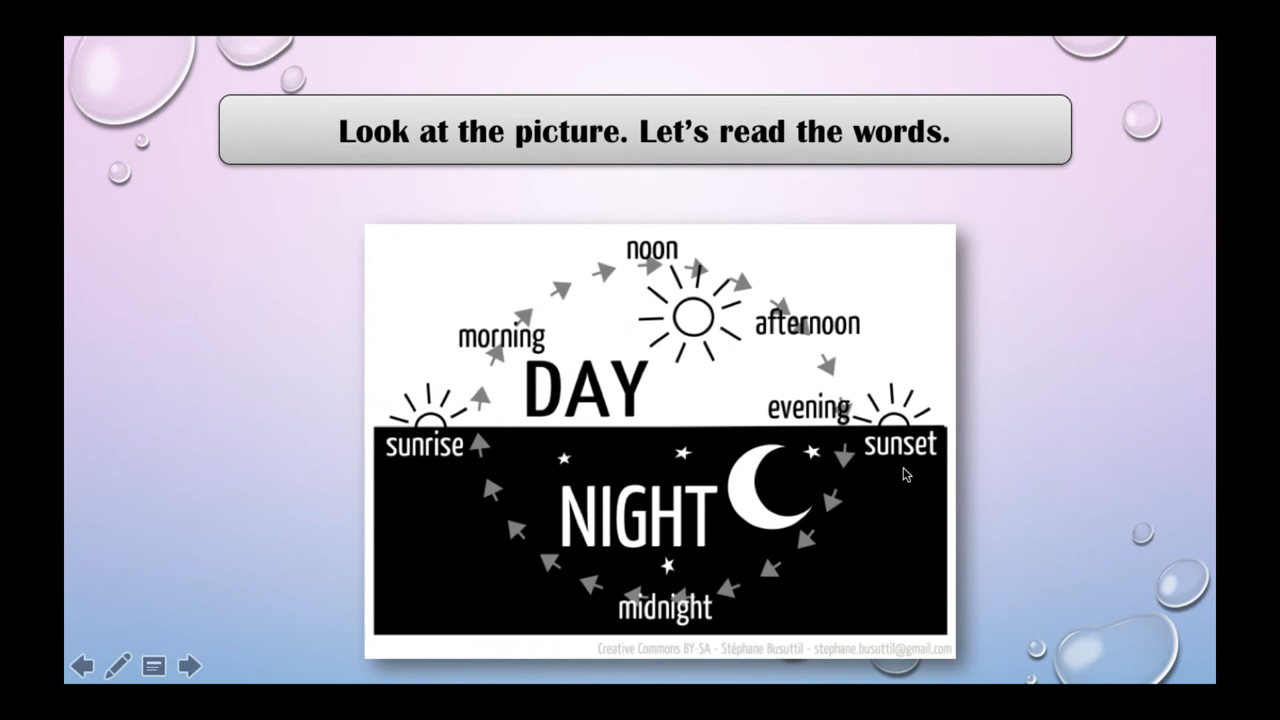 Look at the picture. Let's read the words.
noon
morning
afternoon
DAY
evening
sunrise
sunset
NIGHT
midnight
Creative Commons BY-SA - Stéphane Busuttil - stephane.busuttil@gmail.com